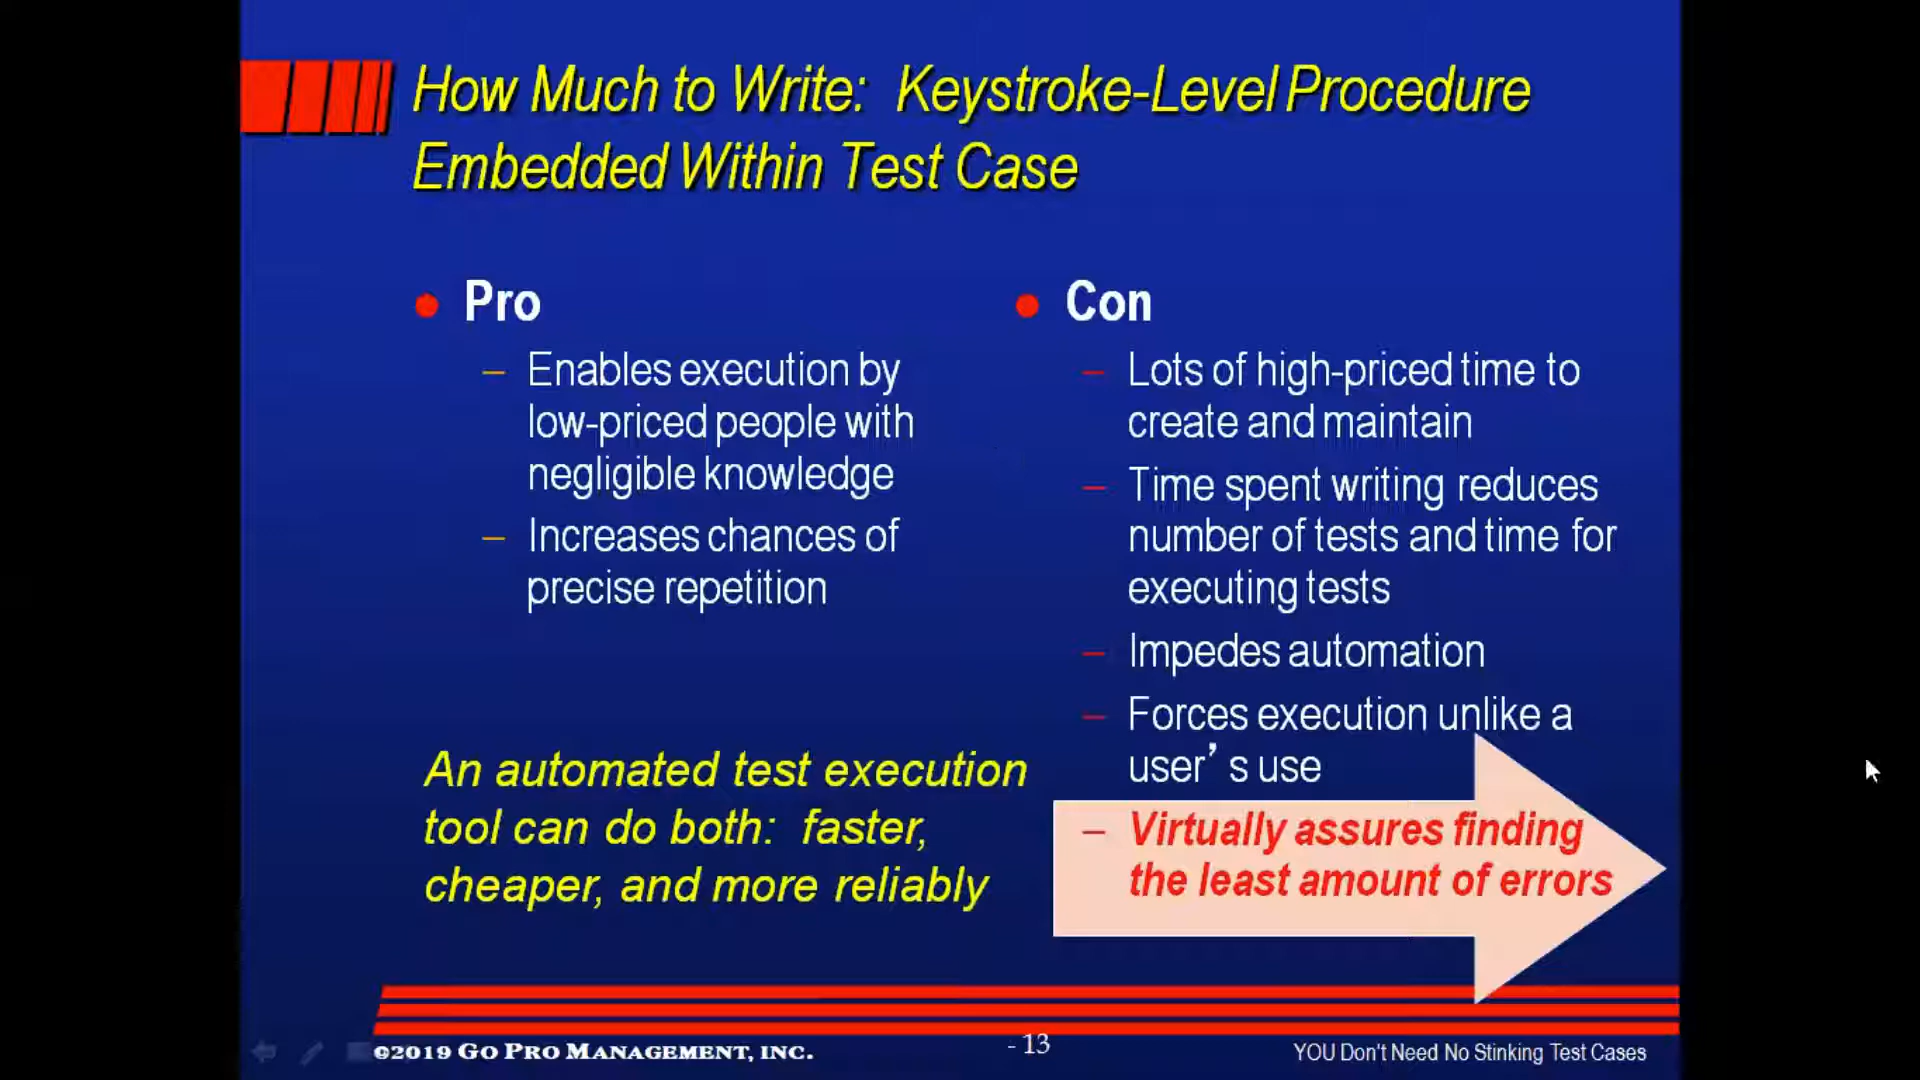 How Much to Write: Keystroke-Level Procedure
Embedded Within Test Case
Pro
– Enables execution by
low-priced people with
negligible knowledge
– Increases chances of
precise repetition
An automated test execution
tool can do both: faster,
cheaper, and more reliably
Con
– Lots of high-priced time to
create and maintain
– Time spent writing reduces
number of tests and time for
executing tests
– Impedes automation
– Forces execution unlike a
user’ s use
– Virtually assures finding
the least amount of errors
©2019 GO PRO MANAGEMENT, INC.
- 13
YOU Don't Need No Stinking Test Cases